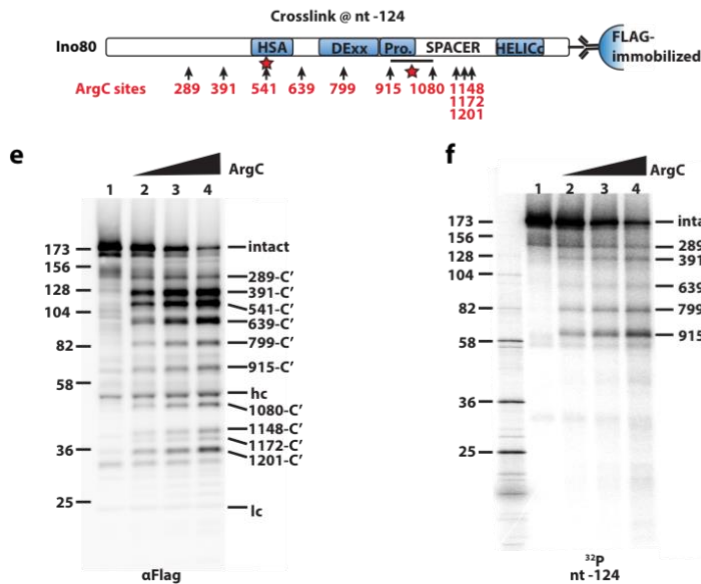 Crosslink @ nt -124
Ino80
HSA
DExx
Pro.
SPACER
HELICc
FLAG-
immobilized
ArgC sites
289
391
541
639
799
915
1080
1148
1172
1201
e
ArgC
1 2 3 4
173
156
128
104
82
58
36
25
intact
289-C'
391-C'
541-C'
639-C'
799-C'
915-C'
hc
1080-C'
1148-C'
1172-C'
1201-C'
lc
αFlag
f
ArgC
1 2 3 4
173
156
128
104
82
58
36
25
inta
289
391
639
799
915
32P
nt -124